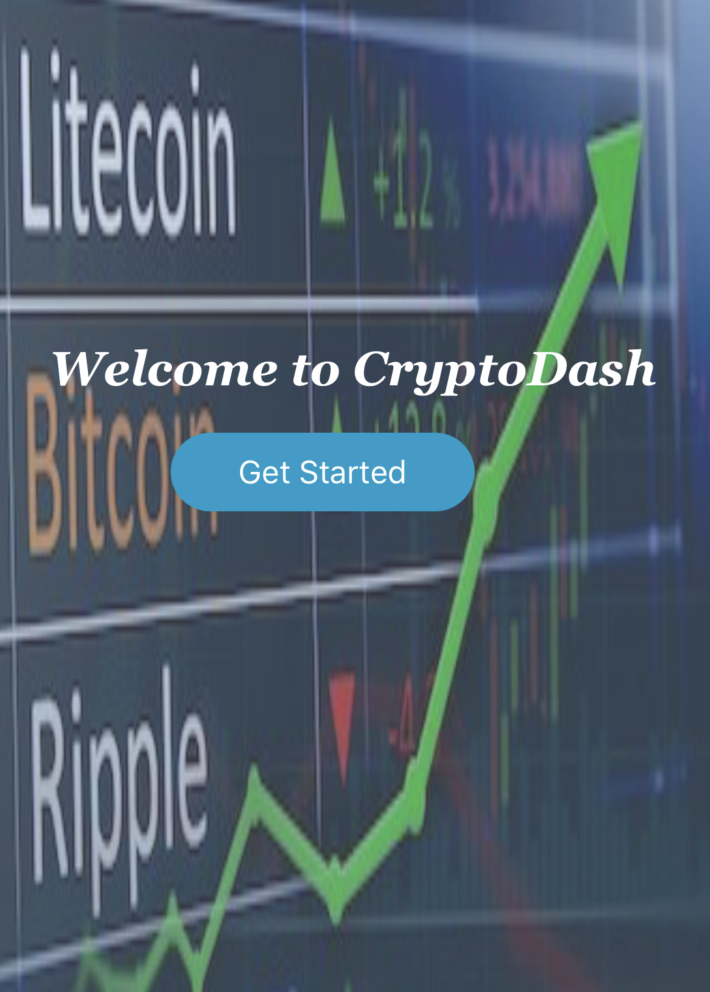 Litecoin
+1.2 %
Welcome to CryptoDash
Bitcoin
Get Started
Ripple